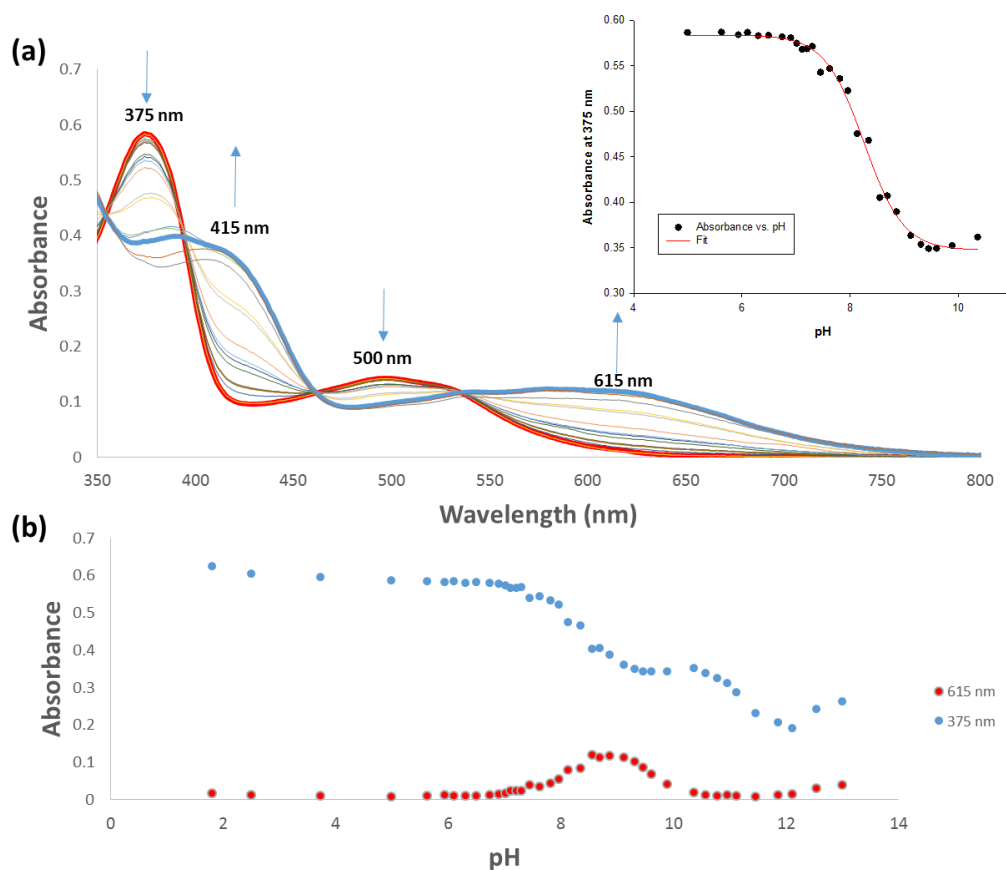 (a)
0.7
0.6
0.5
0.4
0.3
0.2
0.1
0
Absorbance
375 nm
415 nm
500 nm
615 nm
350 400 450 500 550 600 650 700 750 800
Wavelength (nm)
0.60
0.55
0.50
0.45
0.40
0.35
0.30
Absorbance at 375 nm
Absorbance vs. pH
Fit
4 6 8 10
pH
(b)
0.7
0.6
0.5
0.4
0.3
0.2
0.1
0
Absorbance
615 nm
375 nm
0 2 4 6 8 10 12 14
pH